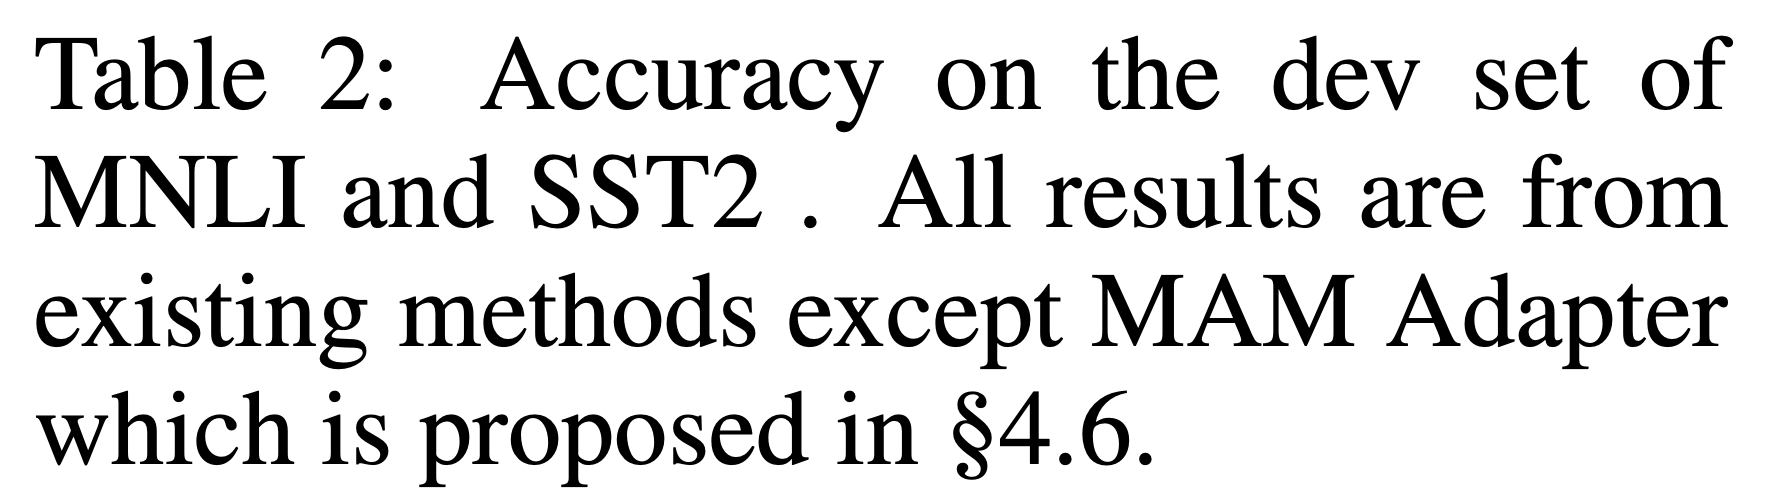 Table 2: Accuracy on the dev set of
MNLI and SST2 . All results are from
existing methods except MAM Adapter
which is proposed in §4.6.